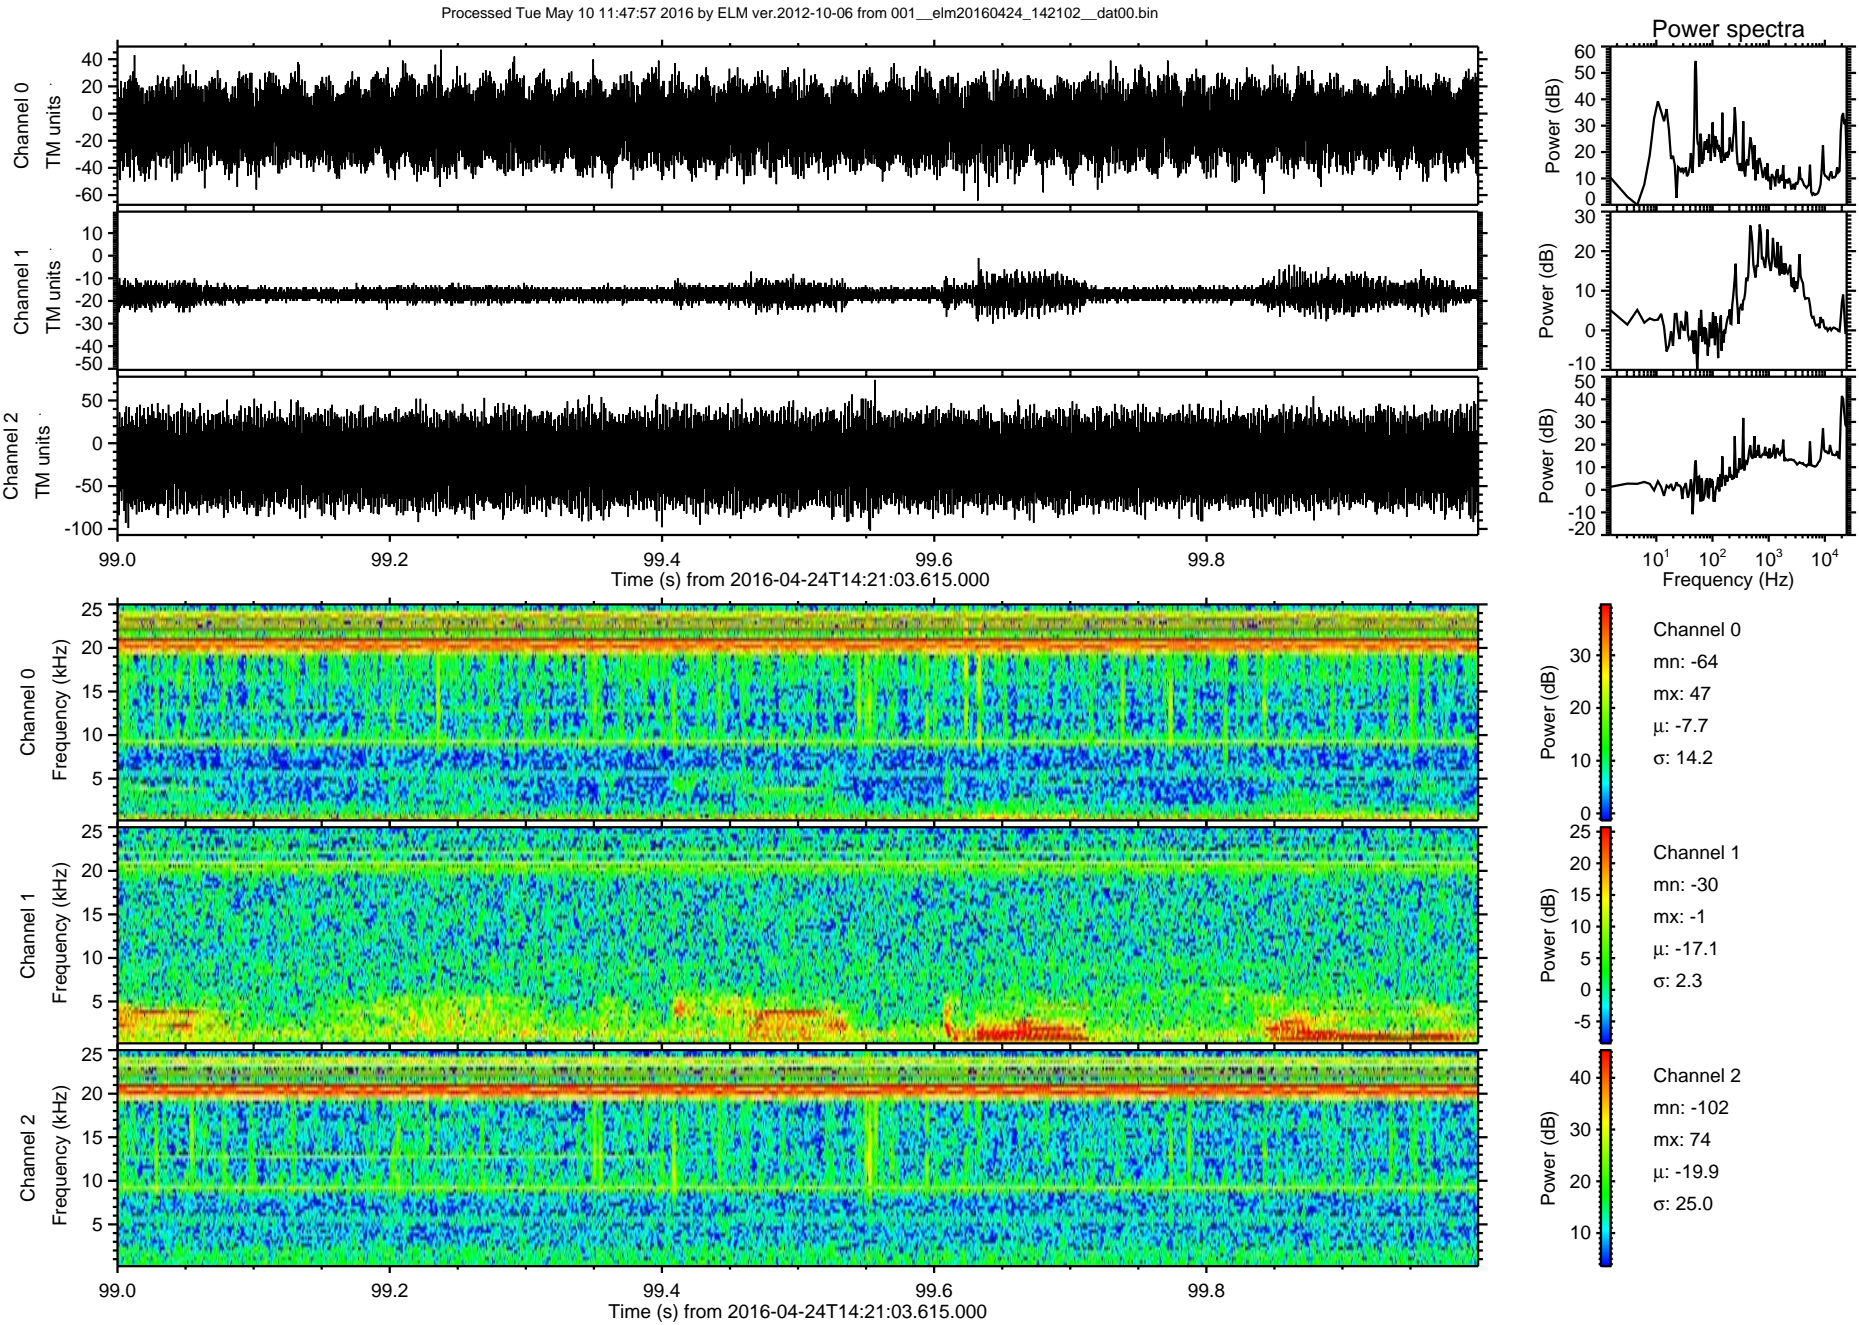 Processed Tue May 10 11:47:57 2016 by ELM ver.2012-10-06 from 001__elm20160424_142102__dat00.bin
Power spectra
Channel 0
TM units
40
20
0
-20
-40
-60
Power (dB)
60
50
40
30
20
10
0
Channel 1
TM units
10
0
-10
-20
-30
-40
-50
Power (dB)
30
20
10
0
-10
Channel 2
TM units
50
0
-50
-100
Power (dB)
50
40
30
20
10
0
-10
-20
99.0 99.2 99.4 99.6 99.8
Time (s) from 2016-04-24T14:21:03.615.000
10^1 10^2 10^3 10^4
Frequency (Hz)
Channel 0
Frequency (kHz)
25
20
15
10
5
Power (dB)
30
20
10
0
Channel 0
mn: -64
mx: 47
μ: -7.7
σ: 14.2
Channel 1
Frequency (kHz)
25
20
15
10
5
Power (dB)
25
20
15
10
5
0
-5
Channel 1
mn: -30
mx: -1
μ: -17.1
σ: 2.3
Channel 2
Frequency (kHz)
25
20
15
10
5
Power (dB)
40
30
20
10
Channel 2
mn: -102
mx: 74
μ: -19.9
σ: 25.0
99.0 99.2 99.4 99.6 99.8
Time (s) from 2016-04-24T14:21:03.615.000